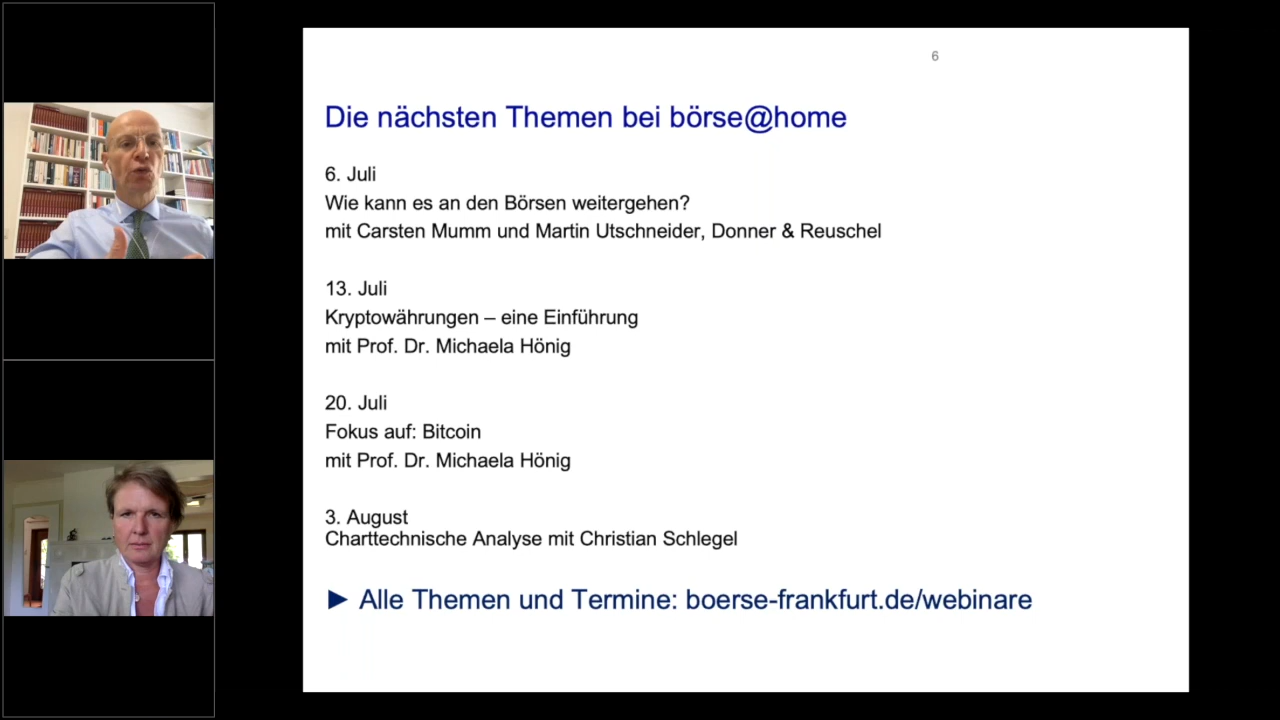 6
Die nächsten Themen bei börse@home
6. Juli
Wie kann es an den Börsen weitergehen?
mit Carsten Mumm und Martin Utschneider, Donner & Reuschel
13. Juli
Kryptowährungen – eine Einführung
mit Prof. Dr. Michaela Hönig
20. Juli
Fokus auf: Bitcoin
mit Prof. Dr. Michaela Hönig
3. August
Charttechnische Analyse mit Christian Schlegel
► Alle Themen und Termine: boerse-frankfurt.de/webinare